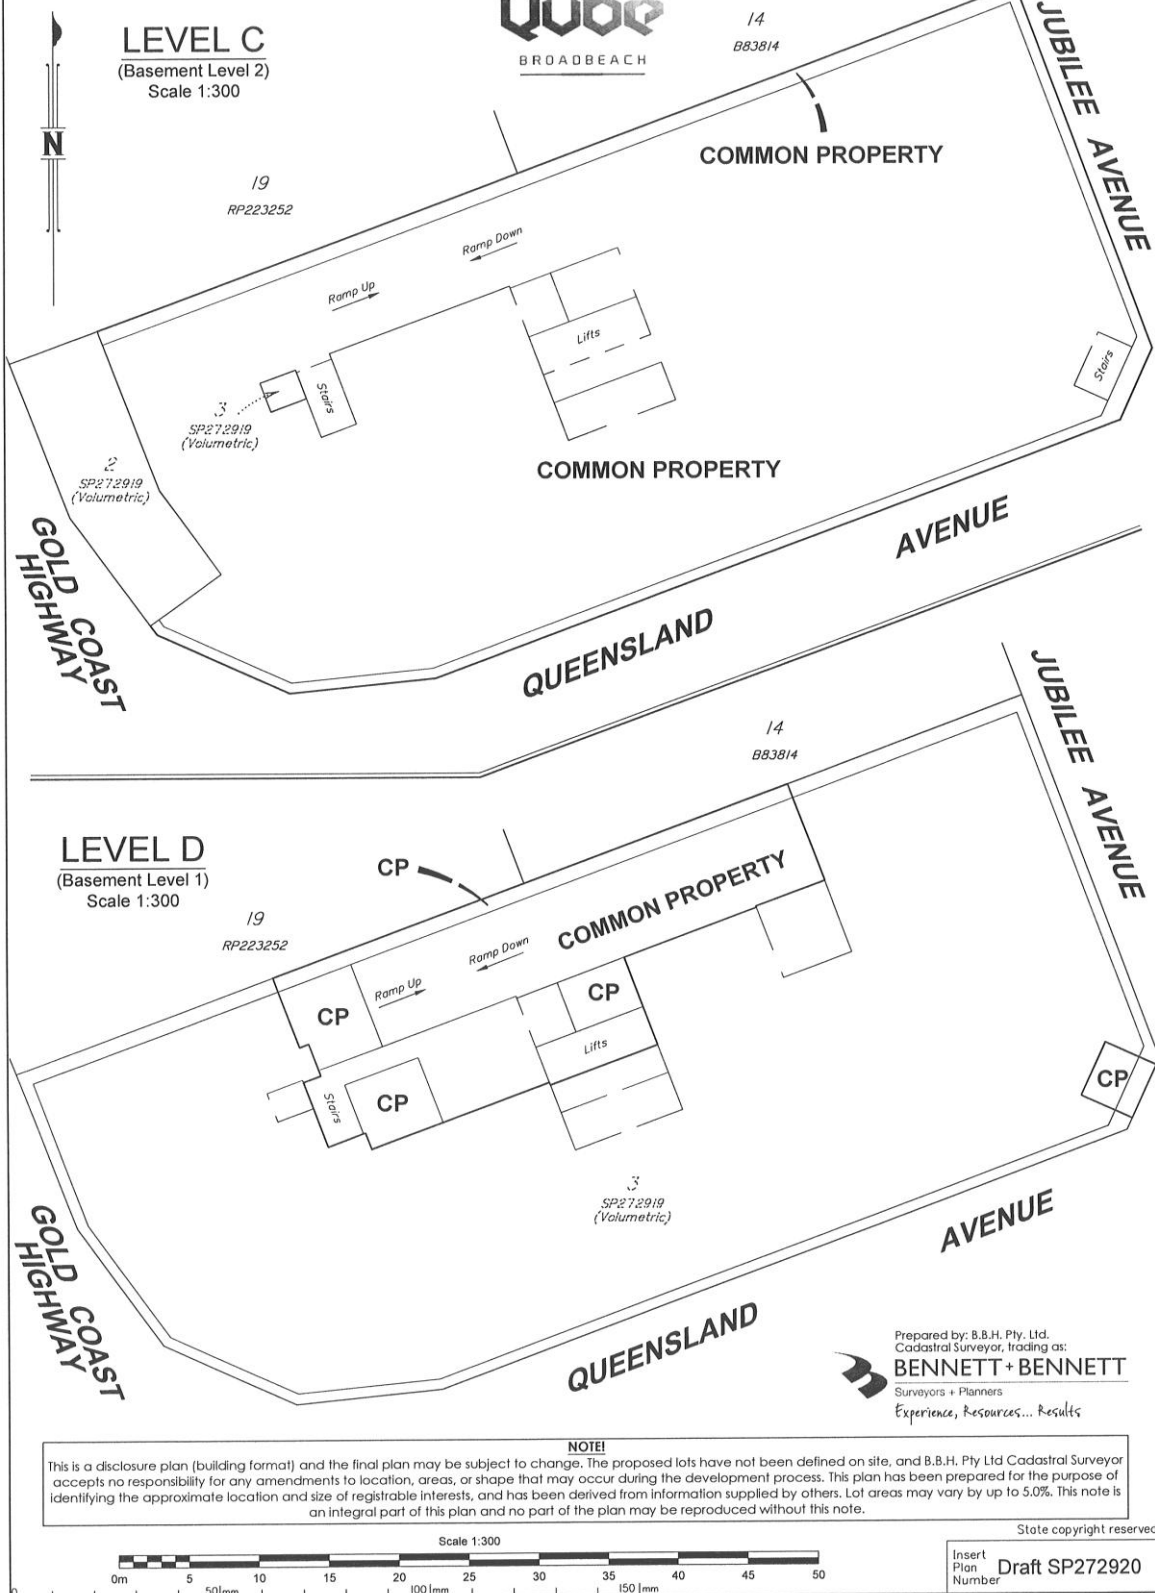 LEVEL C
(Basement Level 2)
Scale 1:300
QUBE
BROADBEACH
14
B83814
JUBILEE AVENUE
N
COMMON PROPERTY
19
RP223252
Ramp Down
Ramp Up
Lifts
Stairs
Stairs
3
SP272919
(Volumetric)
2
SP272919
(Volumetric)
COMMON PROPERTY
GOLD COAST
HIGHWAY
QUEENSLAND AVENUE
14
B83814
JUBILEE AVENUE
LEVEL D
(Basement Level 1)
Scale 1:300
CP
COMMON PROPERTY
19
RP223252
Ramp Down
Ramp Up
CP
CP
Lifts
Stairs
CP
CP
3
SP272919
(Volumetric)
GOLD COAST
HIGHWAY
QUEENSLAND AVENUE
Prepared by: B.B.H. Pty. Ltd.
Cadastral Surveyor, trading as:
BENNETT + BENNETT
Surveyors + Planners
Experience, Resources... Results
NOTE!
This is a disclosure plan (building format) and the final plan may be subject to change. The proposed lots have not been defined on site, and B.B.H. Pty Ltd Cadastral Surveyor
accepts no responsibility for any amendments to location, areas, or shape that may occur during the development process. This plan has been prepared for the purpose of
identifying the approximate location and size of registrable interests, and has been derived from information supplied by others. Lot areas may vary by up to 5.0%. This note is
an integral part of this plan and no part of the plan may be reproduced without this note.
State copyright reserved
Scale 1:300
0m 5 10 15 20 25 30 35 40 45 50
0 50mm 100mm 150mm
Insert
Plan
Number
Draft SP272920